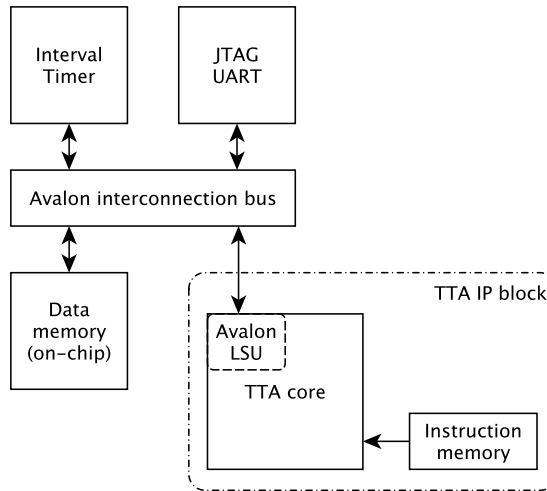 Interval
Timer
JTAG
UART
Avalon interconnection bus
Data
memory
(on-chip)
TTA IP block
Avalon
LSU
TTA core
Instruction
memory